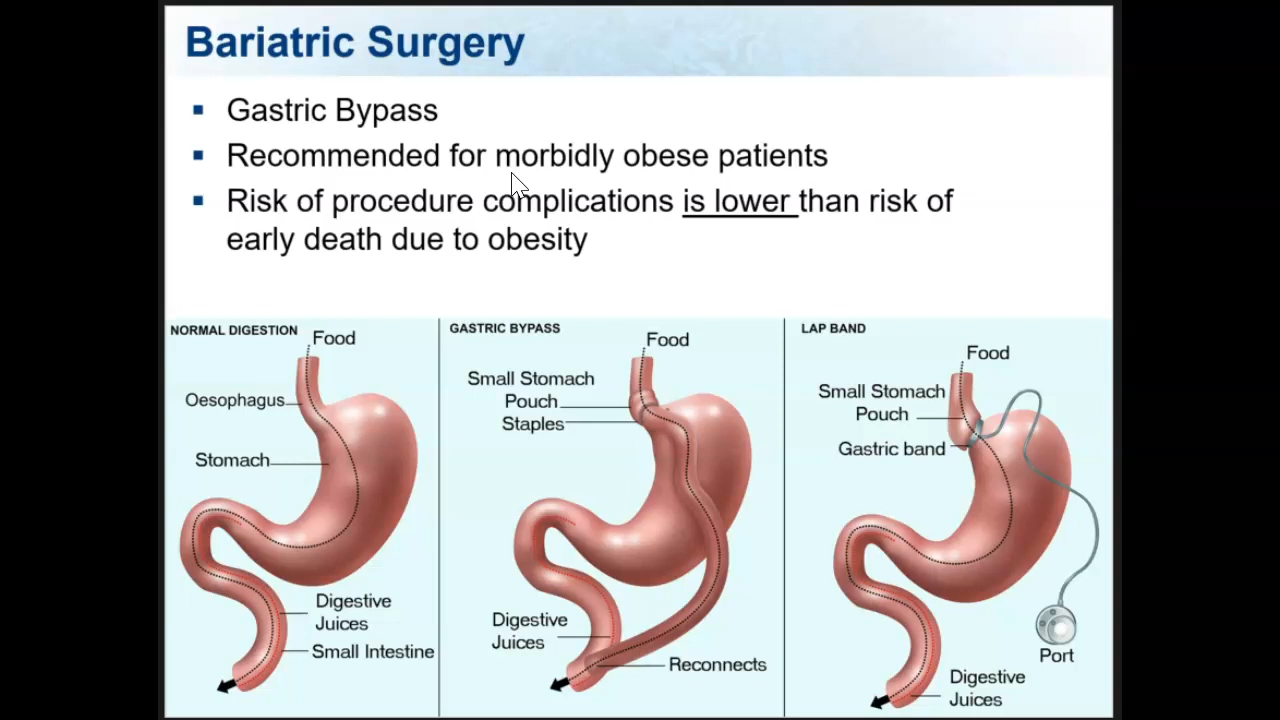 Bariatric Surgery
Gastric Bypass
Recommended for morbidly obese patients
Risk of procedure complications is lower than risk of
early death due to obesity
NORMAL DIGESTION
Food
Oesophagus
Stomach
Digestive
Juices
Small Intestine
GASTRIC BYPASS
Food
Small Stomach
Pouch
Staples
Digestive
Juices
Reconnects
LAP BAND
Food
Small Stomach
Pouch
Gastric band
Port
Digestive
Juices